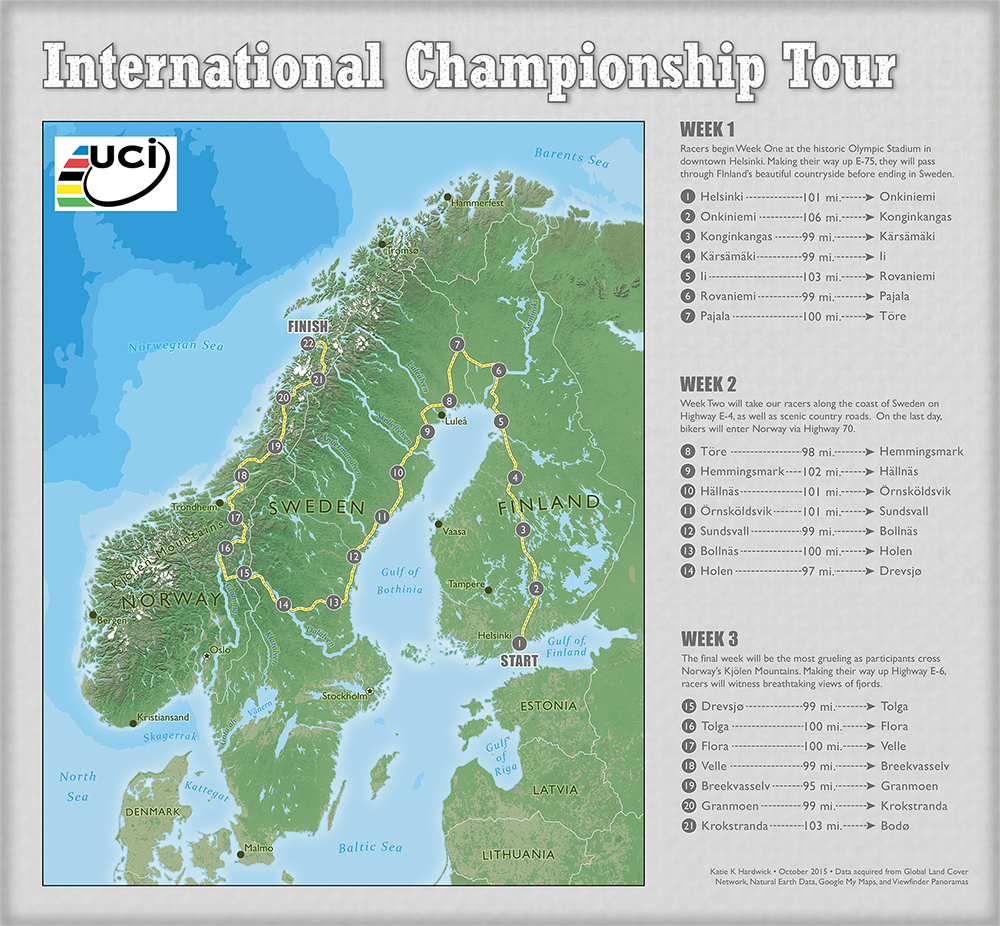 International Championship Tour
UCI
Barents Sea
Hammerfest
Tromsø
FINISH
22
Norwegian Sea
21
20
19
18
Trondheim
17
16
15
14
13
12
11
10
9
8
7
6
5
4
3
2
1
Luleå
SWEDEN
FINLAND
Vaasa
Kjölen Mountains
Gulf of
Bothinia
Tampere
NORWAY
Bergen
Oslo
Helsinki
START
Gulf of
Finland
Stockholm
Kristiansand
Vänern
Skagerrak
ESTONIA
Gulf
of
Riga
North
Sea
Kattegat
DENMARK
LATVIA
Malmo
Baltic Sea
LITHUANIA
WEEK 1
Racers begin Week One at the historic Olympic Stadium in
downtown Helsinki. Making their way up E-75, they will pass
through FInland's beautiful countryside before ending in Sweden.
1 Helsinki 101 mi. Onkiniemi
2 Onkiniemi 106 mi. Konginkangas
3 Konginkangas 99 mi. Kärsämäki
4 Kärsämäki 99 mi. Ii
5 Ii 103 mi. Rovaniemi
6 Rovaniemi 99 mi. Pajala
7 Pajala 100 mi. Töre
WEEK 2
Week Two will take our racers along the coast of Sweden on
Highway E-4, as well as scenic country roads. On the last day,
bikers will enter Norway via Highway 70.
8 Töre 98 mi. Hemmingsmark
9 Hemmingsmark 102 mi. Hällnäs
10 Hällnäs 101 mi. Örnsköldsvik
11 Örnsköldsvik 101 mi. Sundsvall
12 Sundsvall 99 mi. Bollnäs
13 Bollnäs 100 mi. Holen
14 Holen 97 mi. Drevsjø
WEEK 3
The final week will be the most grueling as participants cross
Norway's Kjölen Mountains. Making their way up Highway E-6,
racers will witness breathtaking views of fjords.
15 Drevsjø 99 mi. Tolga
16 Tolga 100 mi. Flora
17 Flora 100 mi. Velle
18 Velle 99 mi. Breekvasselv
19 Breekvasselv 95 mi. Granmoen
20 Granmoen 99 mi. Krokstranda
21 Krokstranda 103 mi. Bodø
Katie K Hardwick • October 2015 • Data acquired from Global Land Cover
Network, Natural Earth Data, Google My Maps, and Viewfinder Panoramas